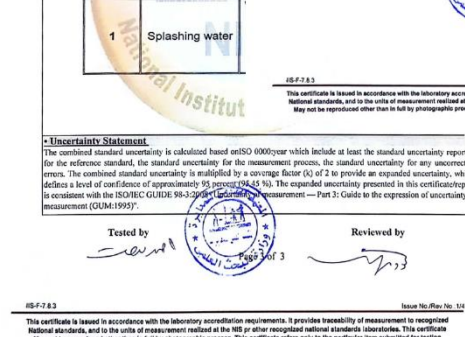 1
Splashing water
National Institut
NIS
IIS-F-7.8.3
This certificate is issued in accordance with the laboratory accre
National standards, and to the units of measurement realized at
May not be reproduced other than in full by photographic
• Uncertainty Statement
The combined standard uncertainty is calculated based onISO 0000:year which include at least the standard uncertainty report
for the reference standard, the standard uncertainty for the measurement process, the standard uncertainty for any uncorrec
errors. The combined standard uncertainty is multiplied by a coverage factor (k) of 2 to provide an expanded uncertainty, whi
defines a level of confidence of approximately 95 percent (95.45 %). The expanded uncertainty presented in this certificate/rep
is consistent with the ISO/IEC GUIDE 98-3:2008 Uncertainty of measurement — Part 3: Guide to the expression of uncertainty
measurement (GUM:1995)".
Tested by
Reviewed by
Page 3 of 3
IIS-F-7.8.3
Issue No./Rev No. 1/4
This certificate is issued in accordance with the laboratory accreditation requirements. It provides traceability of measurement to recognized
National standards, and to the units of measurement realized at the NIS or other recognized national standards laboratories. This certificate